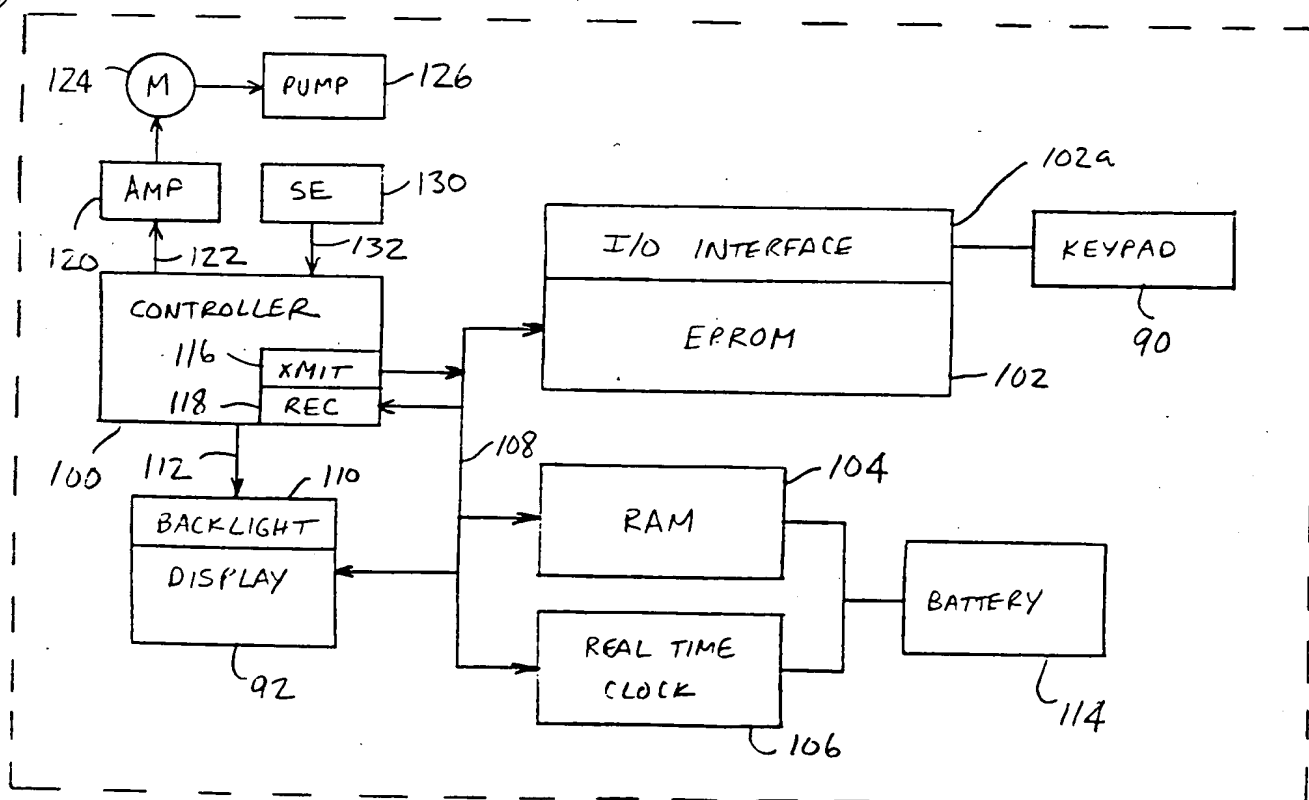 124
M
PUMP
126
AMP
SE
130
102a
120
122
132
I/O INTERFACE
KEYPAD
CONTROLLER
EPROM
90
116
XMIT
102
118
REC
108
100
112
110
104
BACKLIGHT
RAM
DISPLAY
BATTERY
92
REAL TIME
CLOCK
114
106